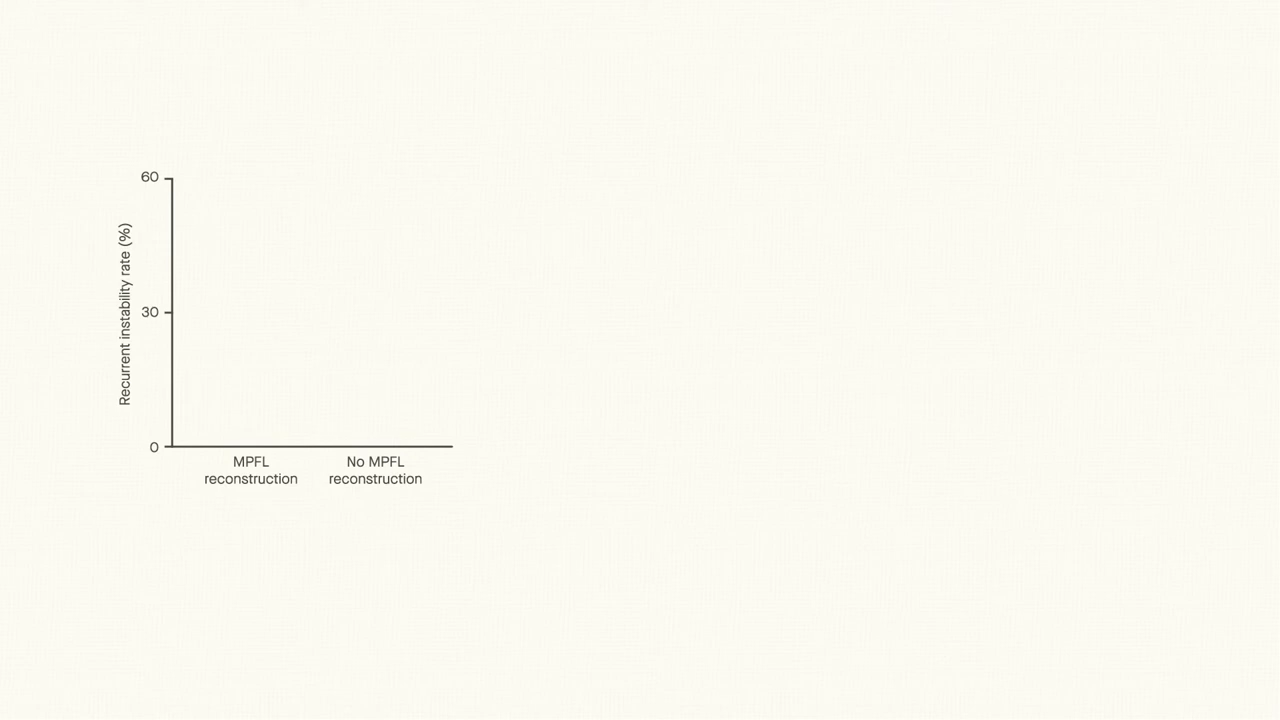 60
Recurrent instability rate (%)
30
0
MPFL
reconstruction
No MPFL
reconstruction